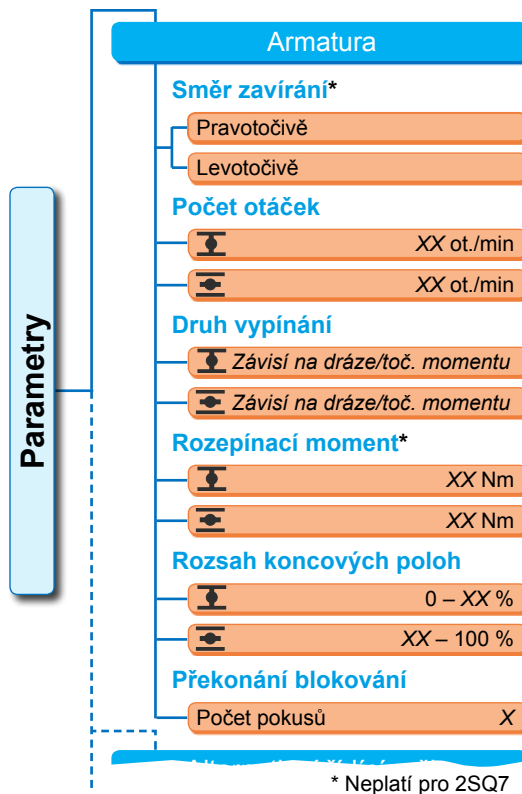 Armatura
Směr zavírání*
Pravotočivě
Levotočivě
Počet otáček
XX ot./min
XX ot./min
Druh vypínání
Závisí na dráze/toč. momentu
Závisí na dráze/toč. momentu
Rozepínací moment*
XX Nm
XX Nm
Rozsah koncových poloh
0 – XX %
XX – 100 %
Překonání blokování
Počet pokusů X
Parametry
* Neplatí pro 2SQ7